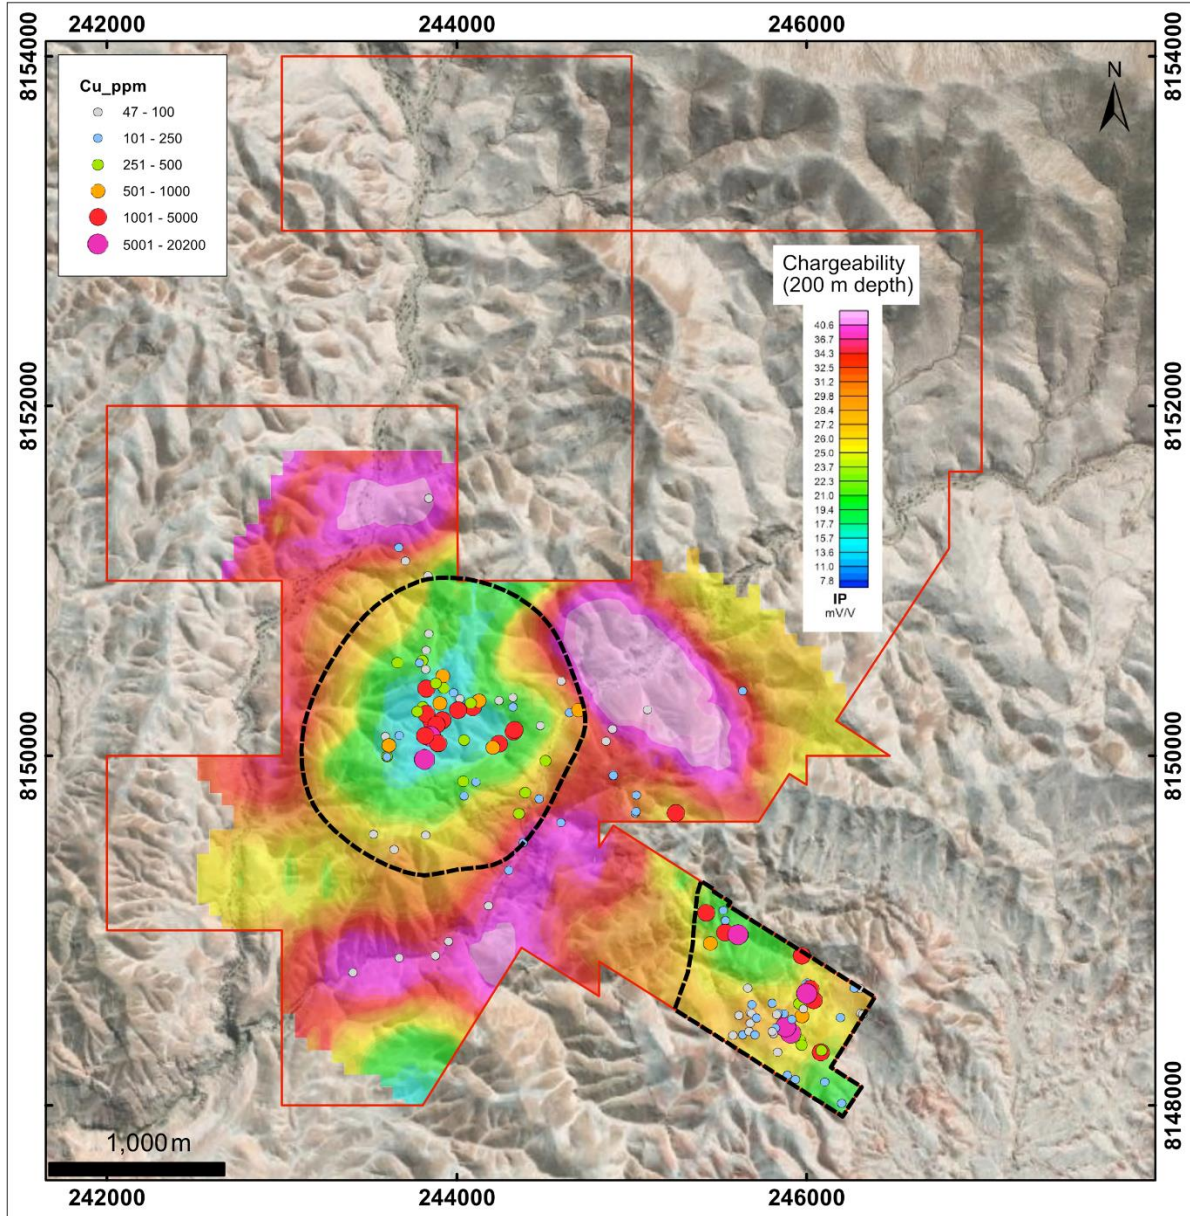 242000 244000 246000
8154000
8154000
Cu_ppm
47 - 100
101 - 250
251 - 500
501 - 1000
1001 - 5000
5001 - 20200
N
Chargeability
(200 m depth)
40.6
36.7
34.3
32.5
31.2
29.8
28.4
27.2
26.0
25.0
23.7
22.3
21.0
19.4
17.7
15.7
13.6
11.0
7.8
IP
mV/V
8152000
8152000
8150000
8150000
8148000
8148000
1,000 m
242000 244000 246000